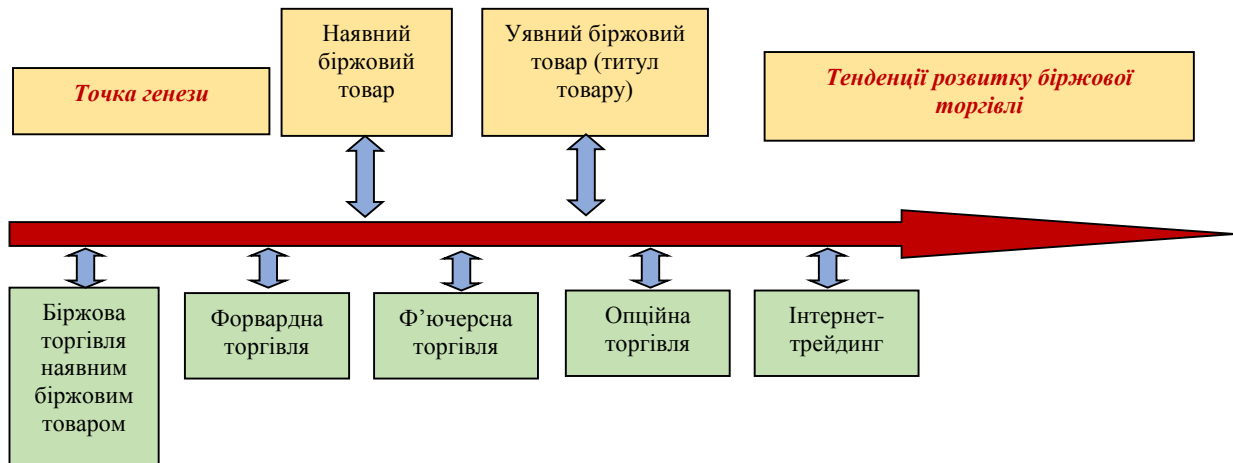 Точка генези
Наявний
біржовий
товар
Уявний біржовий
товар (титул
товару)
Тенденції розвитку біржової
торгівлі
Біржова
торгівля
наявним
біржовим
товаром
Форвардна
торгівля
Ф’ючерсна
торгівля
Опційна
торгівля
Інтернет-
трейдинг